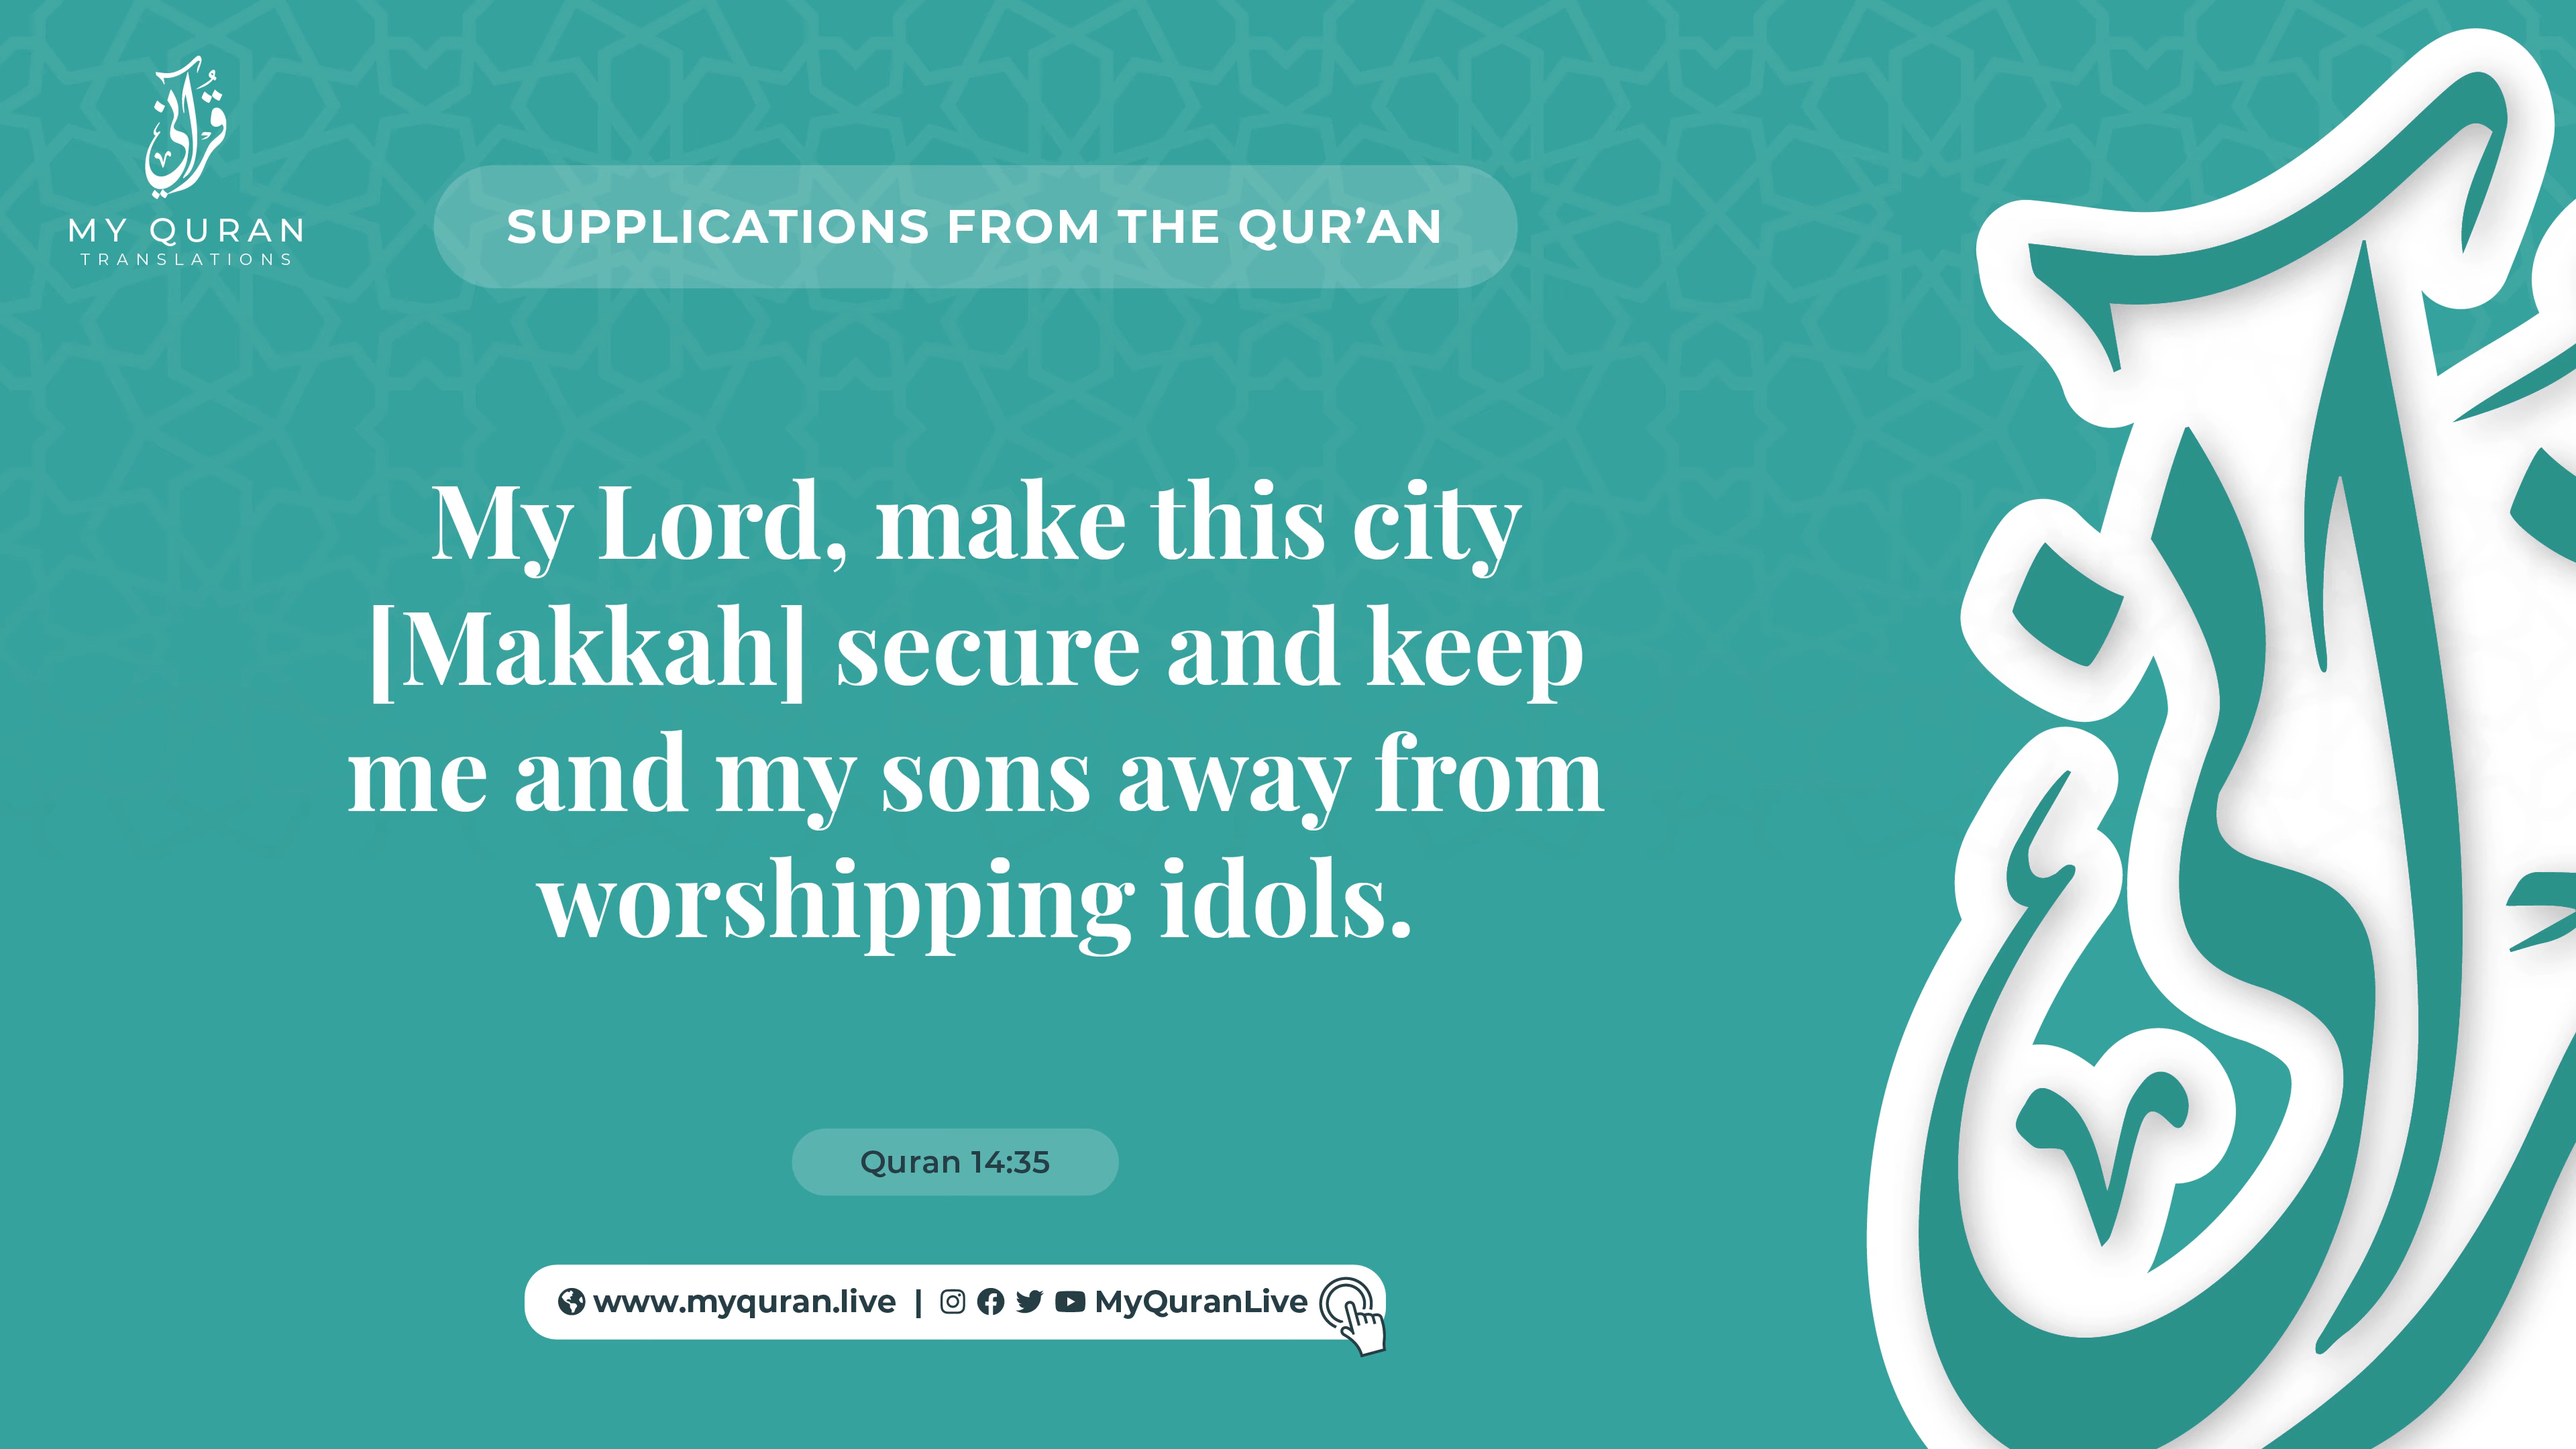 قرآني
MY QURAN
TRANSLATIONS
SUPPLICATIONS FROM THE QUR’AN
My Lord, make this city
[Makkah] secure and keep
me and my sons away from
worshipping idols.
Quran 14:35
www.myquran.live | MyQuranLive